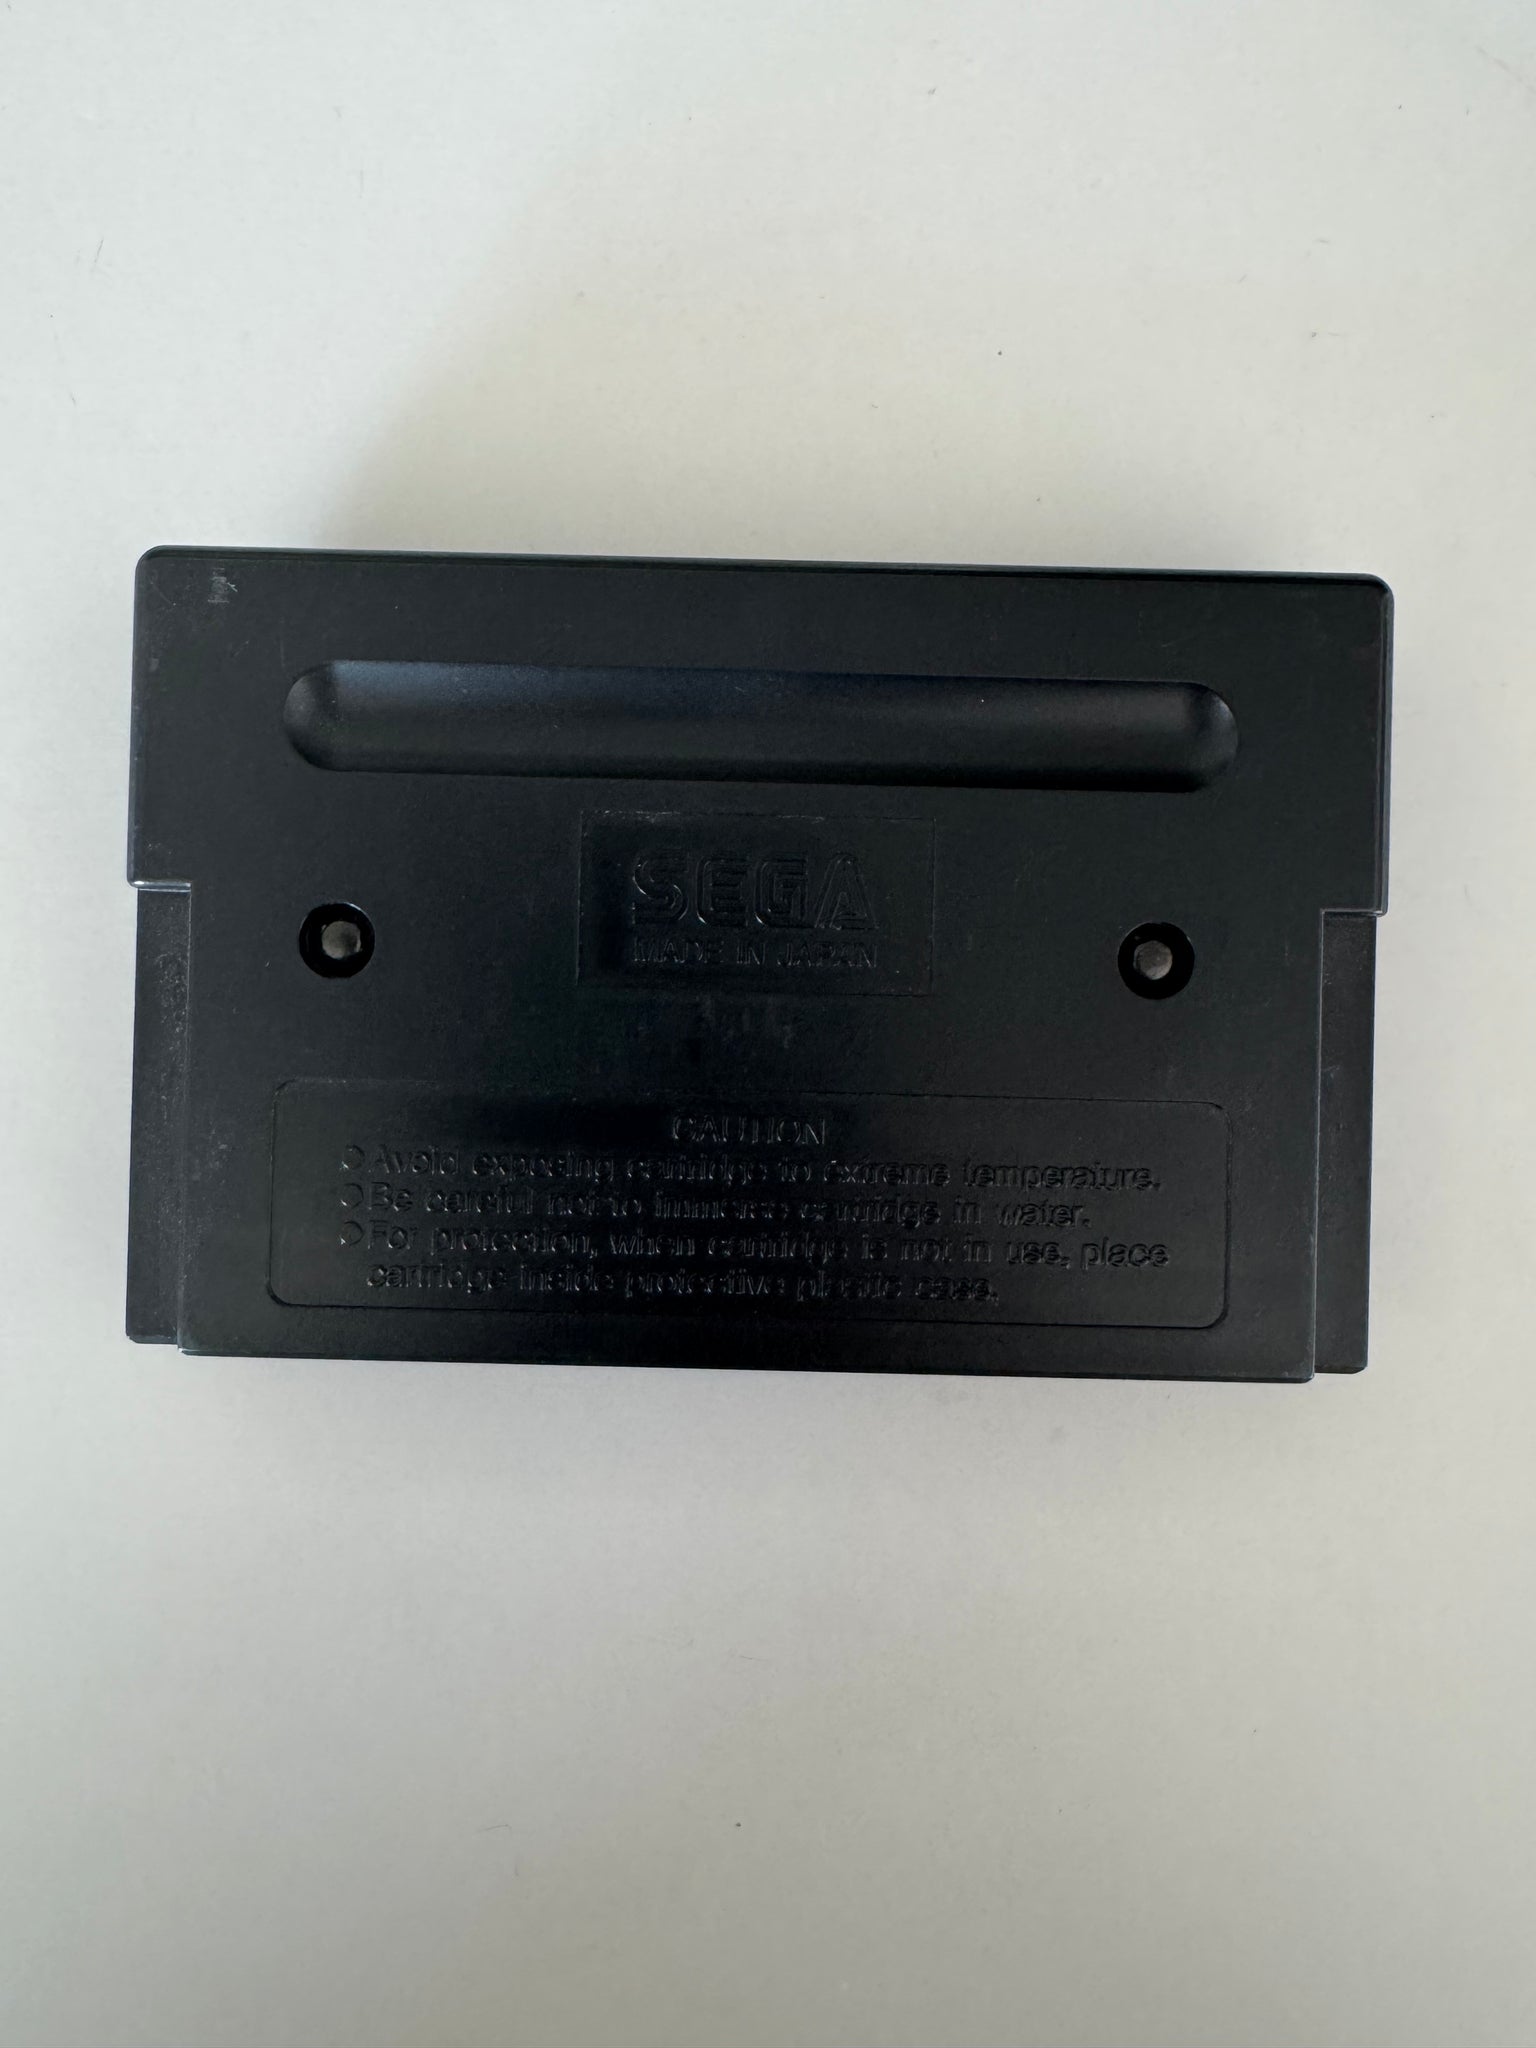 SEGA
MADE IN JAPAN
CAUTION
Avoid exposing cartridge to extreme temperature.
Be careful not to immerse cartridge in water.
For protection, when cartridge is not in use, place
cartridge inside protective plastic case.